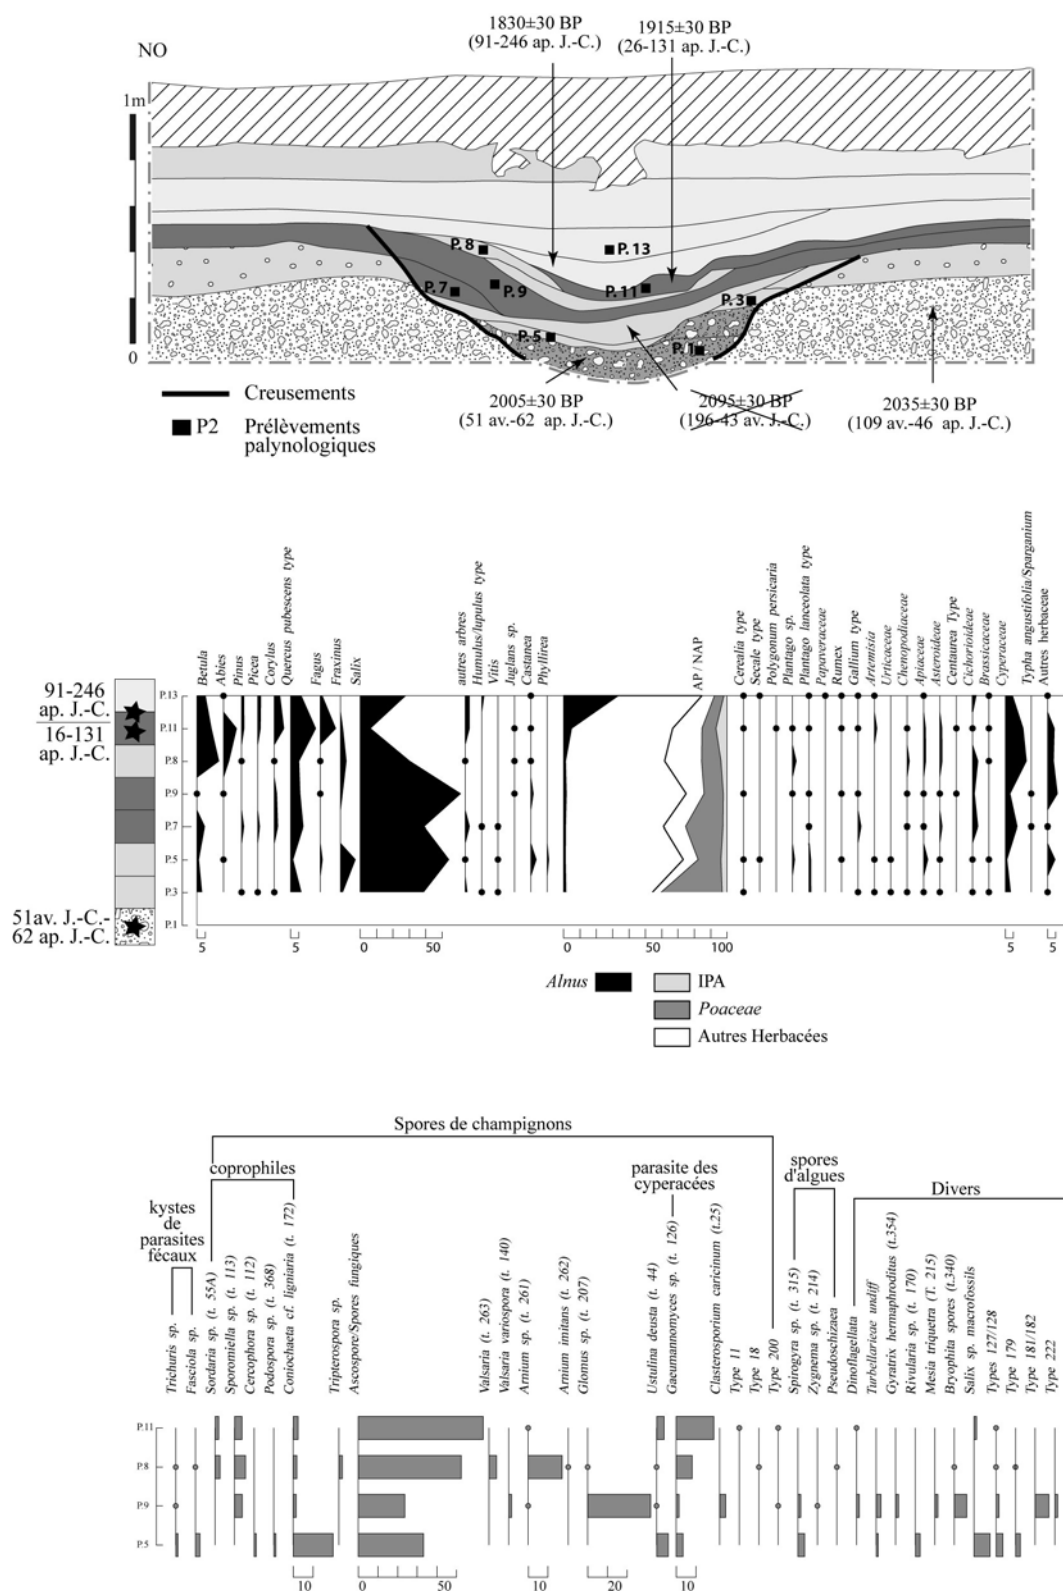 1830±30 BP
(91-246 ap. J.-C.)
1915±30 BP
(26-131 ap. J.-C.)
NO
1m
0
P.8
P.13
P.7
P.9
P.11
P.3
P.5
P.1
Creusements
P2 Prélèvements
palynologiques
2005±30 BP
(51 av.-62 ap. J.-C.)
2095±30 BP
(196-43 av. J.-C.)
2035±30 BP
(109 av.-46 ap. J.-C.)
Betula
Abies
Pinus
Picea
Corylus
Quercus pubescens type
Fagus
Fraxinus
Salix
autres arbres
Humulus/lupulus type
Vitis
Juglans sp.
Castanea
Phyllirea
AP / NAP
Cerealia type
Secale type
Polygonum persicaria
Plantago sp.
Plantago lanceolata type
Papaveraceae
Rumex
Gallium type
Artemisia
Urticaceae
Chenopodiaceae
Apiaceae
Asteroideae
Centaurea Type
Cichorioideae
Brassicaceae
Cyperaceae
Typha angustifolia/Sparganium
Autres herbaceae
91-246
ap. J.-C.
16-131
ap. J.-C.
51av. J.-C.-
62 ap. J.-C.
P.13
P.11
P.8
P.9
P.7
P.5
P.3
P.1
5
5
0 50
0 50 100
5
5
Alnus
IPA
Poaceae
Autres Herbacées
Spores de champignons
coprophiles
kystes
de
parasites
fécaux
parasite des
cyperacées
spores
d'algues
Divers
Trichuris sp.
Fasciola sp.
Sordaria sp. (t. 55A)
Sporomiella sp. (t. 113)
Cercophora sp. (t. 112)
Podospora sp. (t. 368)
Coniochaeta cf. ligniaria (t. 172)
Tripterospora sp.
Ascospore/Spores fungiques
Valsaria (t. 263)
Valsaria variospora (t. 140)
Arnium sp. (t. 261)
Arnium imitans (t. 262)
Glomus sp. (t. 207)
Ustulina deusta (t. 44)
Gaeumannomyces sp. (t. 126)
Clasterosporium caricinum (t.25)
Type 11
Type 18
Type 200
Spirogyra sp. (t. 315)
Zygnema sp. (t. 214)
Pseudoschizaea
Dinoflagellata
Turbellarieae undiff
Gyratrix hermaphroditus (t.354)
Rivularia sp. (t. 170)
Mesia triquetra (T. 215)
Bryophita spores (t.340)
Salix sp. macrofossils
Types 127/128
Type 179
Type 181/182
Type 222
P.11
P.8
P.9
P.5
10
0 50
10
20
10